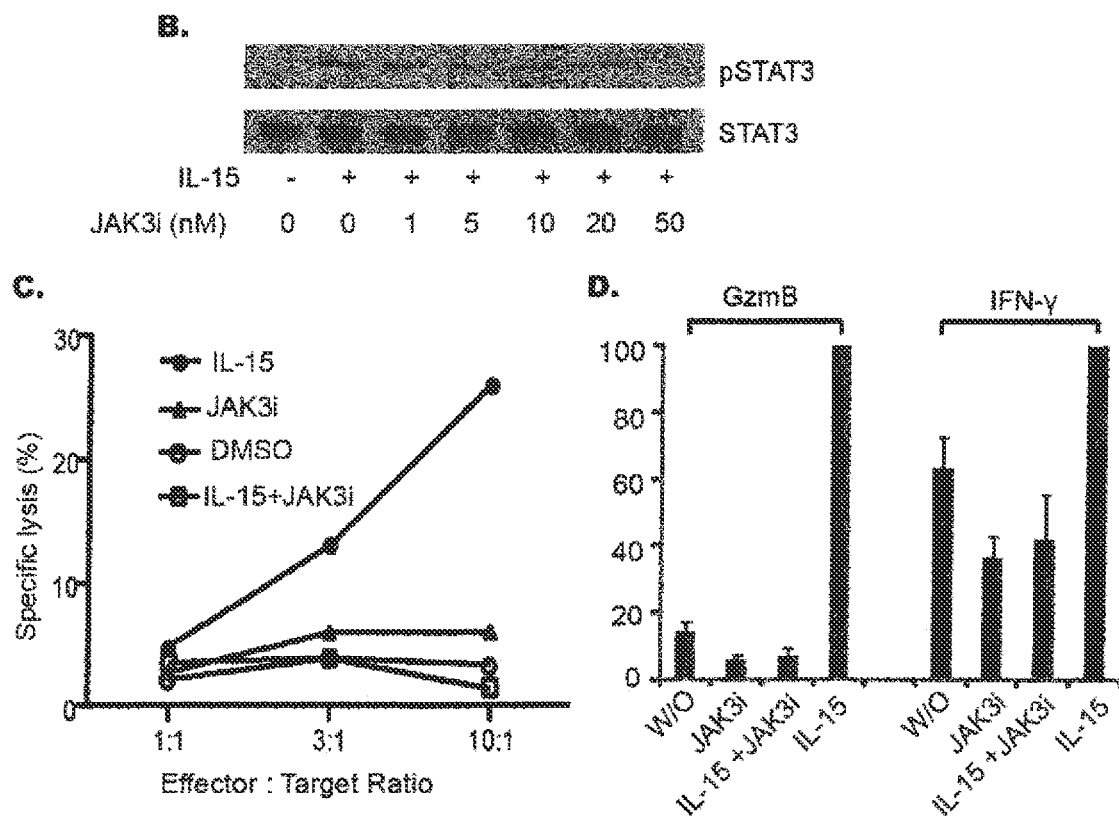 B.
pSTAT3
STAT3
IL-15 - + + + + + +
JAK3i (nM) 0 0 1 5 10 20 50
C.
30
20
10
0
Specific lysis (%)
IL-15
JAK3i
DMSO
IL-15+JAK3i
1:1 3:1 10:1
Effector : Target Ratio
D.
GzmB IFN-γ
100
80
60
40
20
0
W/O JAK3i IL-15 +JAK3i IL-15 W/O JAK3i IL-15 +JAK3i IL-15